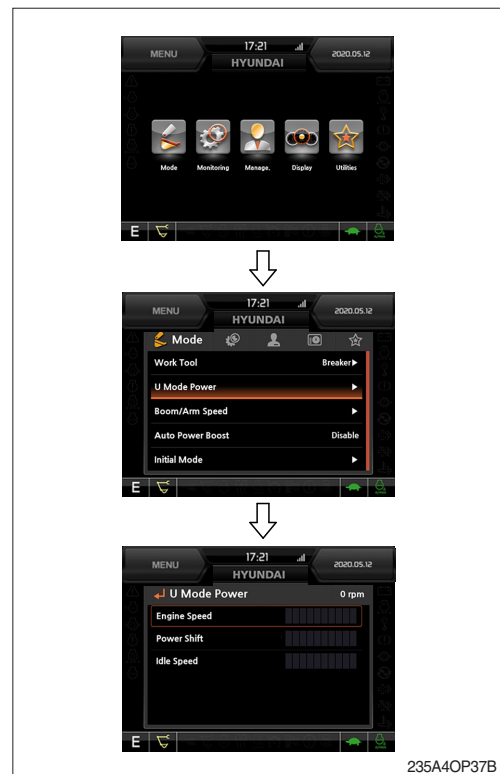 MENU 17:21 2020.05.12
HYUNDAI
Mode Monitoring Manage. Display Utilities
E
MENU 17:21 2020.05.12
HYUNDAI
Mode
Work Tool Breaker▶
U Mode Power ▶
Boom/Arm Speed ▶
Auto Power Boost Disable
Initial Mode ▶
E
MENU 17:21 2020.05.12
HYUNDAI
U Mode Power 0 rpm
Engine Speed
Power Shift
Idle Speed
E
235A4OP37B